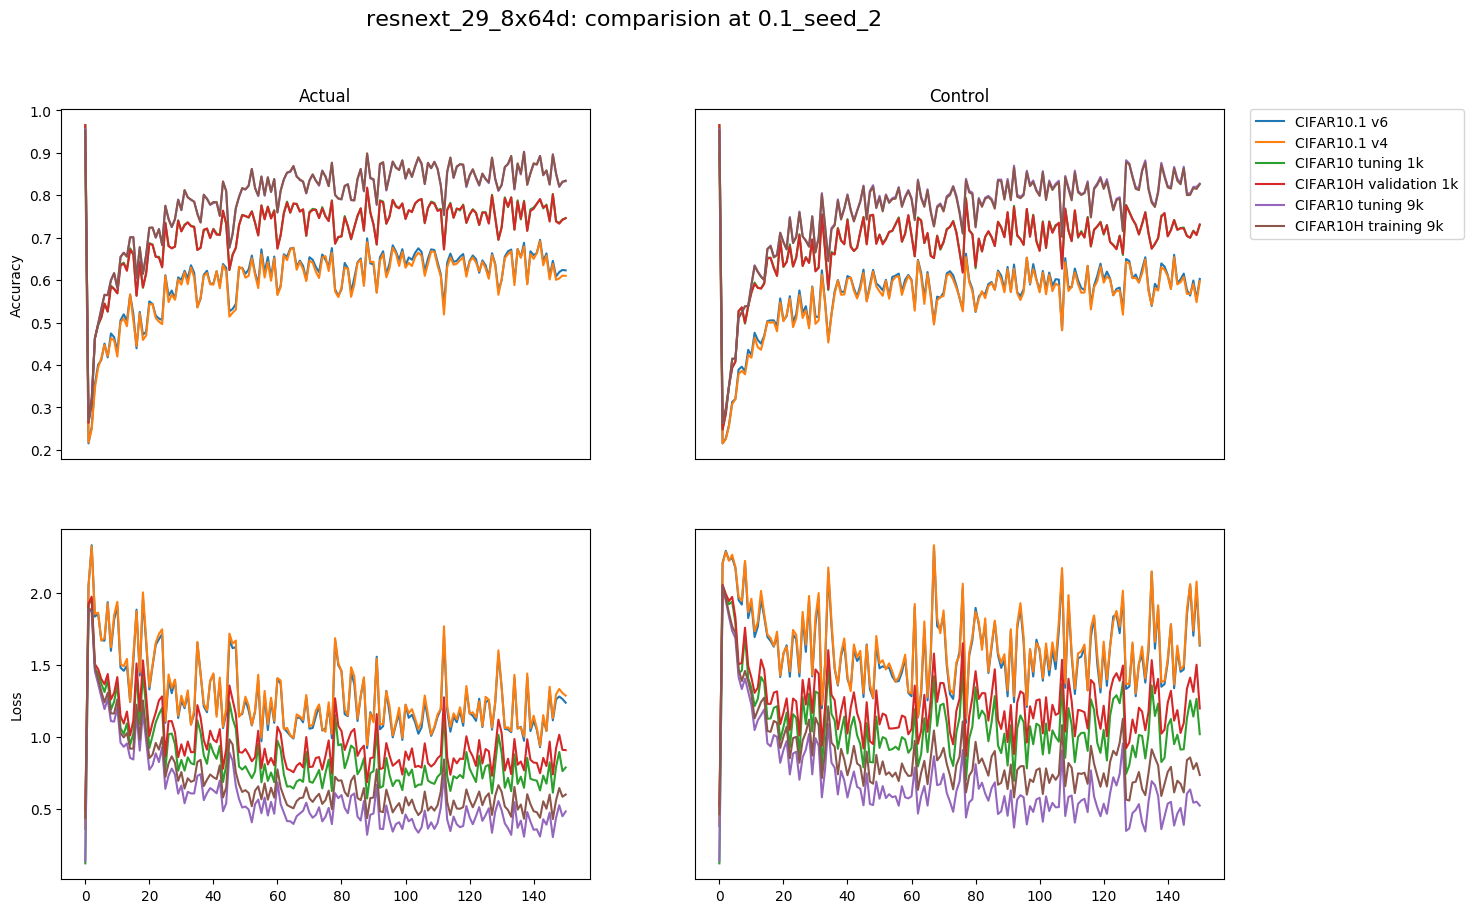 resnext_29_8x64d: comparision at 0.1_seed_2
Actual
Control
1.0
0.9
0.8
0.7
0.6
0.5
0.4
0.3
0.2
Accuracy
CIFAR10.1 v6
CIFAR10.1 v4
CIFAR10 tuning 1k
CIFAR10H validation 1k
CIFAR10 tuning 9k
CIFAR10H training 9k
2.0
1.5
1.0
0.5
Loss
0 20 40 60 80 100 120 140
0 20 40 60 80 100 120 140